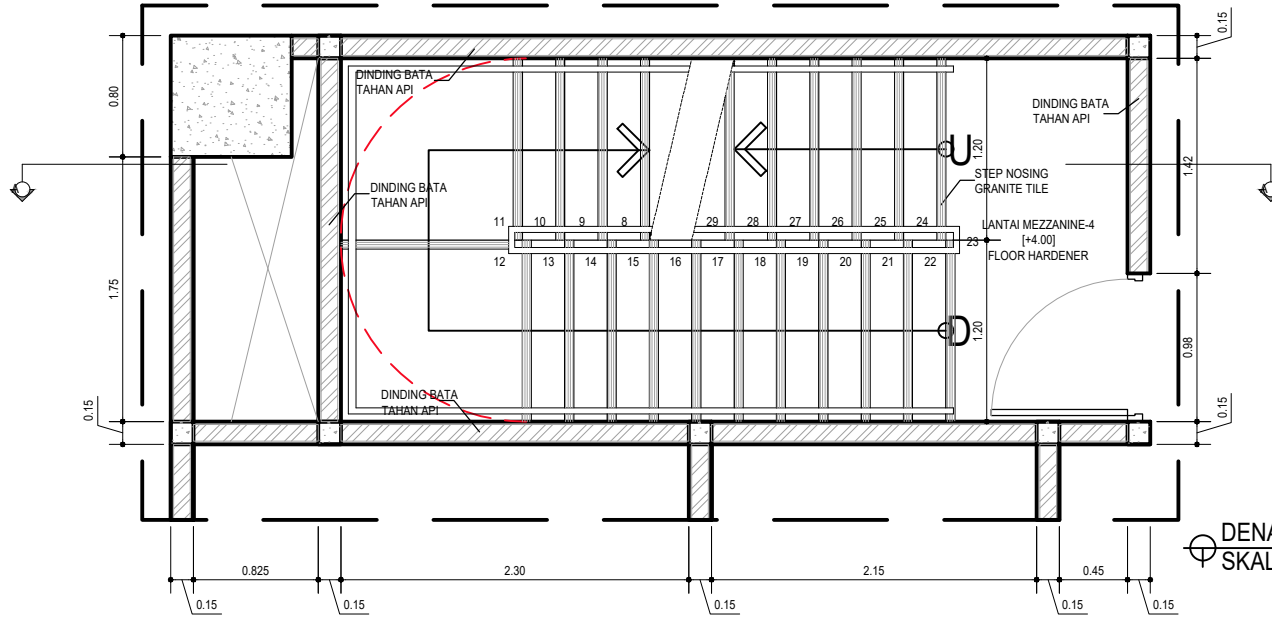 0.15
0.80
DINDING BATA
TAHAN API
DINDING BATA
TAHAN API
U
1.20
1.42
STEP NOSING
GRANITE TILE
DINDING BATA
TAHAN API
11 10 9 8 29 28 27 26 25 24
LANTAI MEZZANINE-4
23
[+4.00]
FLOOR HARDENER
12 13 14 15 16 17 18 19 20 21 22
1.75
D
1.20
0.98
DINDING BATA
TAHAN API
0.15
0.15
DENA
SKAL
0.825 2.30 2.15 0.45
0.15 0.15 0.15 0.15 0.15